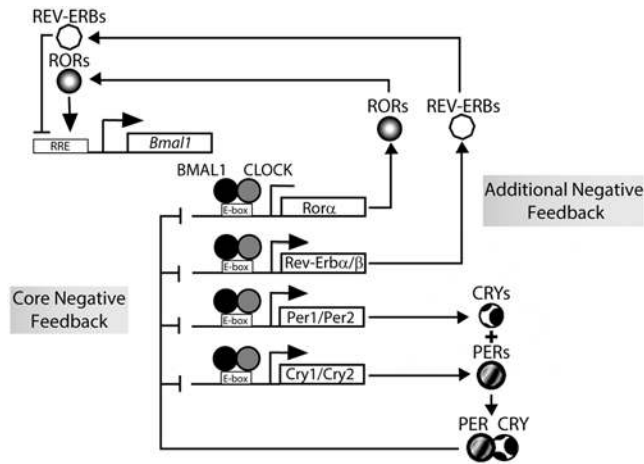 REV-ERBs
RORs
RRE
Bmal1
RORs
REV-ERBs
BMAL1 CLOCK
E-box
Rorα
Additional Negative
Feedback
E-box
Rev-Erbα/β
Core Negative
Feedback
E-box
Per1/Per2
CRYs
+
E-box
Cry1/Cry2
PERs
PER CRY